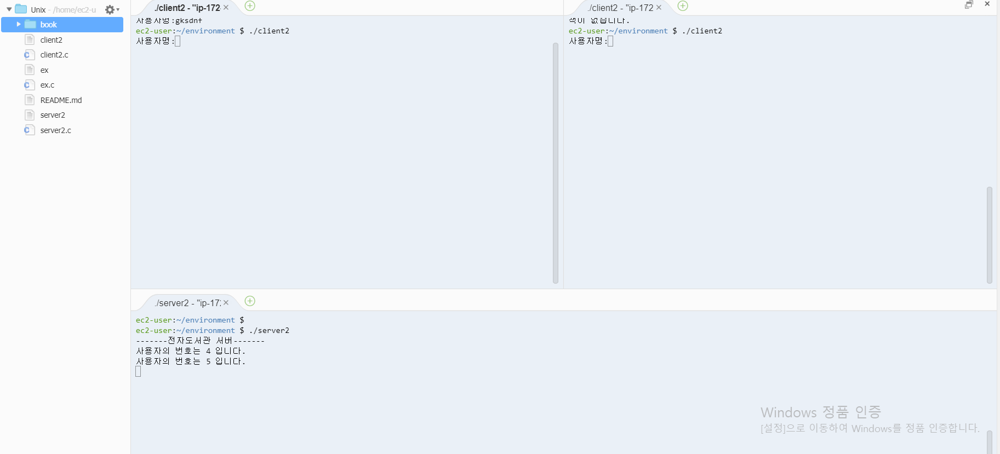 Unix - /home/ec2-u
book
client2
client2.c
ex
ex.c
README.md
server2
server2.c
./client2 - "ip-172
사용자명:gksdnf
ec2-user:~/environment $ ./client2
사용자명:
./client2 - "ip-172
책이 없습니다.
ec2-user:~/environment $ ./client2
사용자명:
./server2 - "ip-172
ec2-user:~/environment $
ec2-user:~/environment $ ./server2
-------전자도서관 서버-------
사용자의 번호는 4 입니다.
사용자의 번호는 5 입니다.
Windows 정품 인증
[설정]으로 이동하여 Windows를 정품 인증합니다.